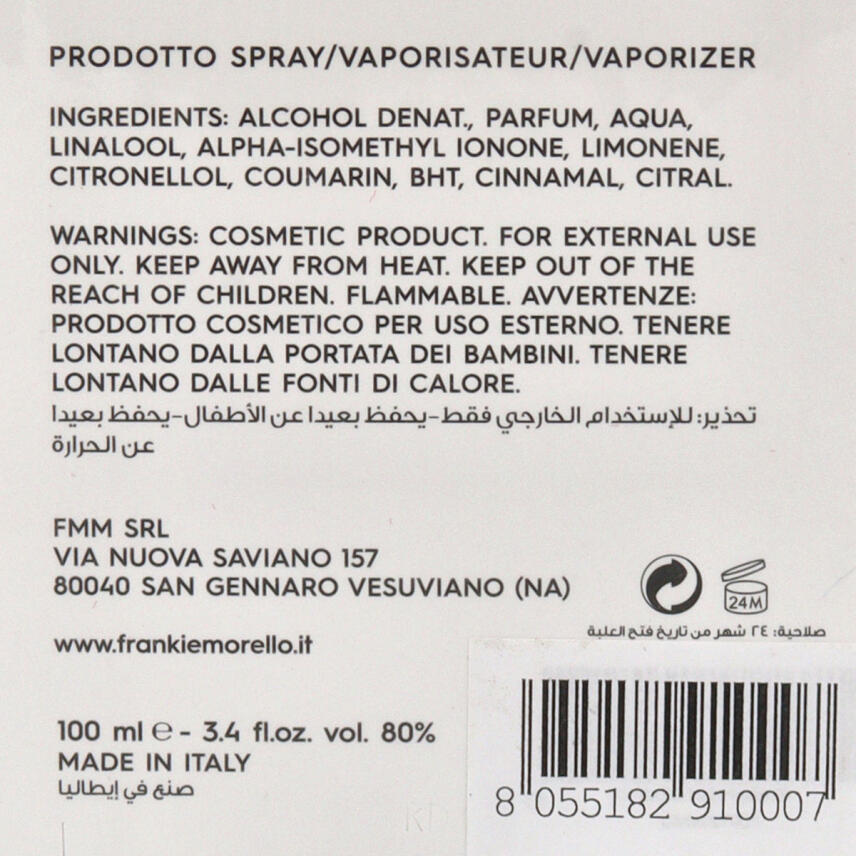 PRODOTTO SPRAY/VAPORISATEUR/VAPORIZER
INGREDIENTS: ALCOHOL DENAT., PARFUM, AQUA,
LINALOOL, ALPHA-ISOMETHYL IONONE, LIMONENE,
CITRONELLOL, COUMARIN, BHT, CINNAMAL, CITRAL.
WARNINGS: COSMETIC PRODUCT. FOR EXTERNAL USE
ONLY. KEEP AWAY FROM HEAT. KEEP OUT OF THE
REACH OF CHILDREN. FLAMMABLE. AVVERTENZE:
PRODOTTO COSMETICO PER USO ESTERNO. TENERE
LONTANO DALLA PORTATA DEI BAMBINI. TENERE
LONTANO DALLE FONTI DI CALORE.
تحذير: للإستخدام الخارجي فقط-يحفظ بعيدا عن الأطفال-يحفظ بعيدا
عن الحرارة
FMM SRL
VIA NUOVA SAVIANO 157
80040 SAN GENNARO VESUVIANO (NA)
24M
صلاحية: ٢٤ شهر من تاريخ فتح العلبة
www.frankiemorello.it
100 ml ℮ - 3.4 fl.oz. vol. 80%
MADE IN ITALY
صنع في إيطاليا
8 055182 910007